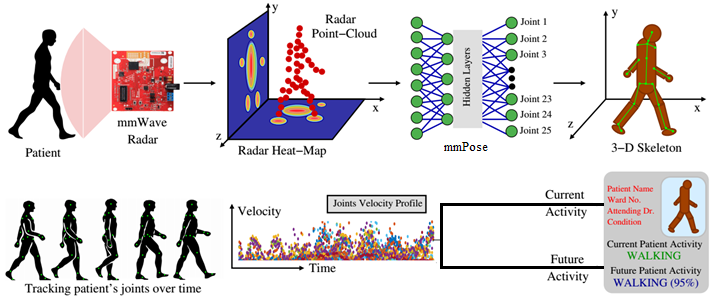 Patient
mmWave
Radar
y
x
z
Radar
Point-Cloud
Radar Heat-Map
Hidden Layers
Joint 1
Joint 2
Joint 3
Joint 23
Joint 24
Joint 25
mmPose
y
x
z
3-D Skeleton
Tracking patient's joints over time
Velocity
Joints Velocity Profile
Time
Current
Activity
Future
Activity
Patient Name
Ward No.
Attending Dr.
Condition
Current Patient Activity
WALKING
Future Patient Activity
WALKING (95%)